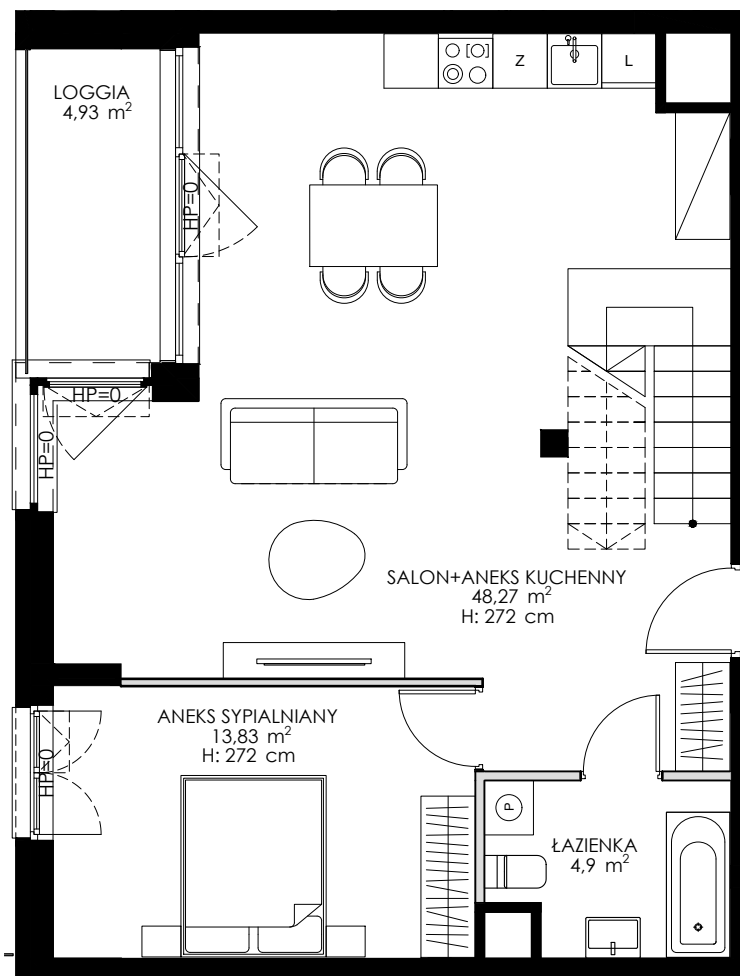 LOGGIA
4,93 m²
Z
L
HP=0
HP=0
HP=0
SALON+ANEKS KUCHENNY
48,27 m²
H: 272 cm
ANEKS SYPIALNIANY
13,83 m²
H: 272 cm
HP=0
P
ŁAZIENKA
4,9 m²